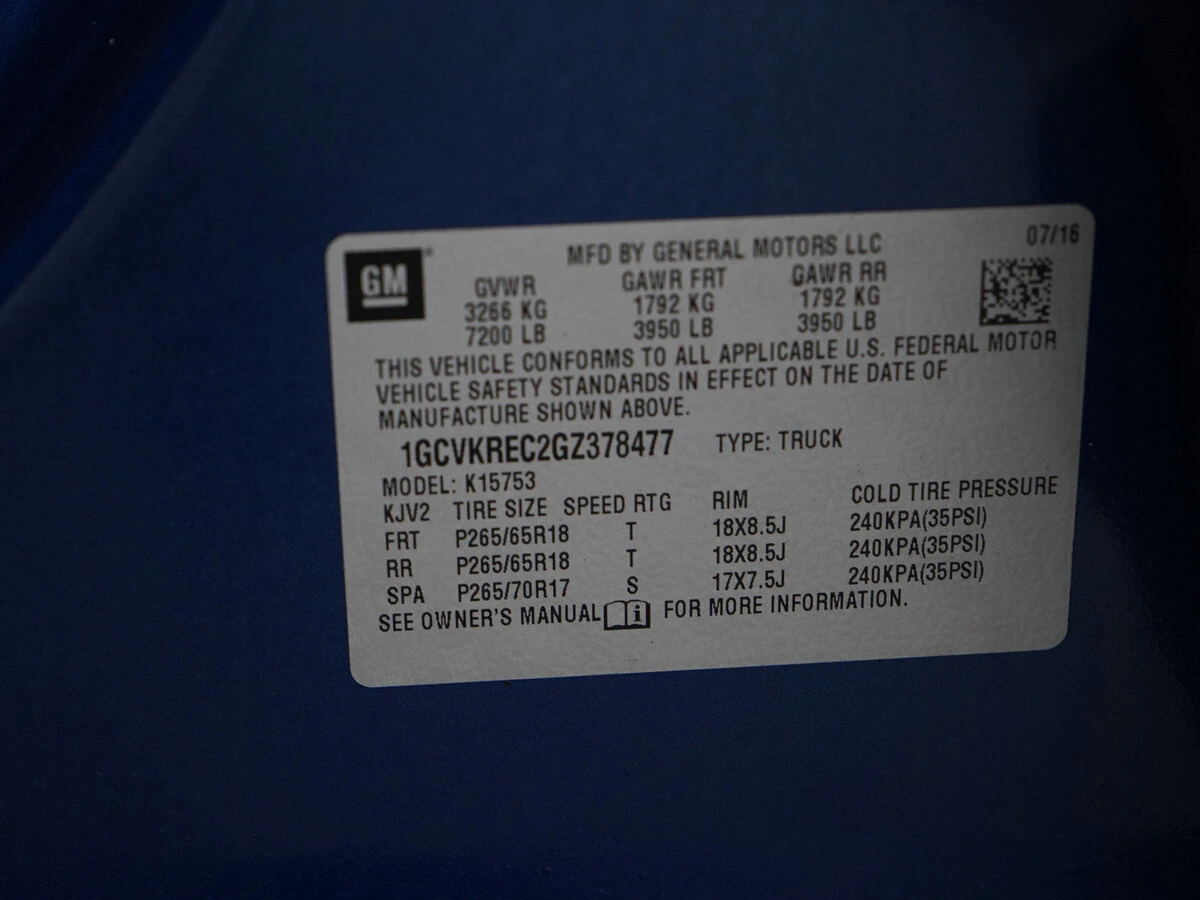 GM
MFD BY GENERAL MOTORS LLC 07/16
GVWR GAWR FRT GAWR RR
3266 KG 1792 KG 1792 KG
7200 LB 3950 LB 3950 LB
THIS VEHICLE CONFORMS TO ALL APPLICABLE U.S. FEDERAL MOTOR
VEHICLE SAFETY STANDARDS IN EFFECT ON THE DATE OF
MANUFACTURE SHOWN ABOVE.
1GCVKREC2GZ378477 TYPE: TRUCK
MODEL: K15753
KJV2 TIRE SIZE SPEED RTG RIM COLD TIRE PRESSURE
FRT P265/65R18 T 18X8.5J 240KPA(35PSI)
RR P265/65R18 T 18X8.5J 240KPA(35PSI)
SPA P265/70R17 S 17X7.5J 240KPA(35PSI)
SEE OWNER'S MANUAL i FOR MORE INFORMATION.